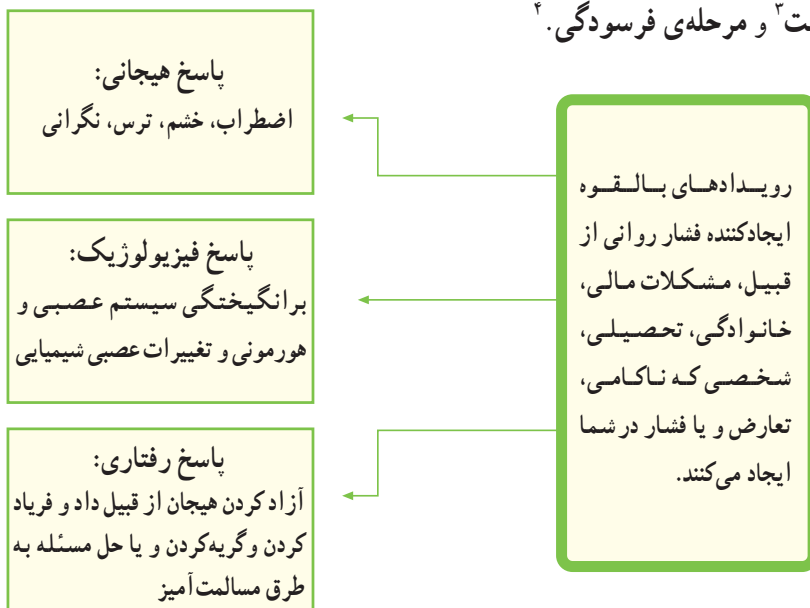 ت۳ و مرحله‌ی فرسودگی.۴
رویدادهای بالقوه
ایجادکننده فشار روانی از
قبیل، مشکلات مالی،
خانوادگی، تحصیلی،
شخصی که ناکامی،
تعارض و یا فشار در شما
ایجاد می‌کنند.
پاسخ هیجانی:
اضطراب، خشم، ترس، نگرانی
پاسخ فیزیولوژیک:
برانگیختگی سیستم عصبی و
هورمونی و تغییرات عصبی شیمیایی
پاسخ رفتاری:
آزاد کردن هیجان از قبیل داد و فریاد
کردن وگریه‌کردن و یا حل مسئله به
طرق مسالمت‌آمیز